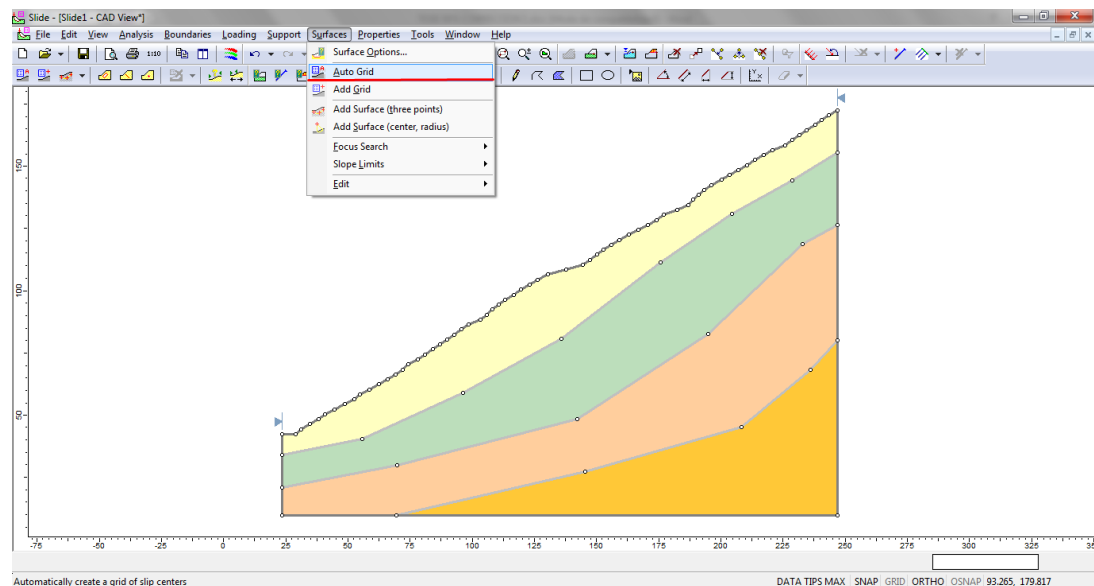 Slide - [Slide1 - CAD View*]
File Edit View Analysis Boundaries Loading Support Surfaces Properties Tools Window Help
1:10
Surface Options...
Auto Grid
Add Grid
Add Surface (three points)
Add Surface (center, radius)
Focus Search
Slope Limits
Edit
150
100
50
-75 -50 -25 0 25 50 75 100 125 150 175 200 225 250 275 300 325
Automatically create a grid of slip centers
DATA TIPS MAX SNAP GRID ORTHO OSNAP 93.265, 179.817